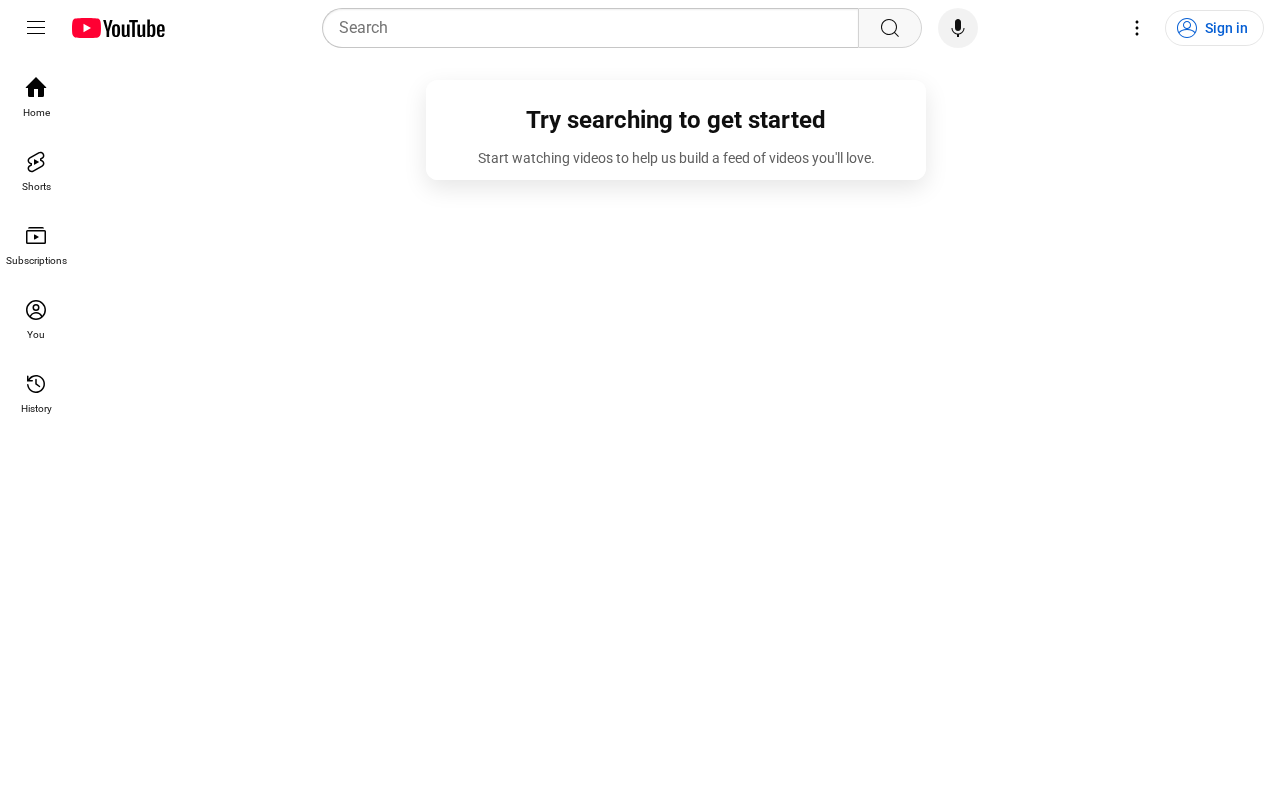 YouTube
Search
Sign in
Home
Shorts
Subscriptions
You
History
Try searching to get started
Start watching videos to help us build a feed of videos you'll love.